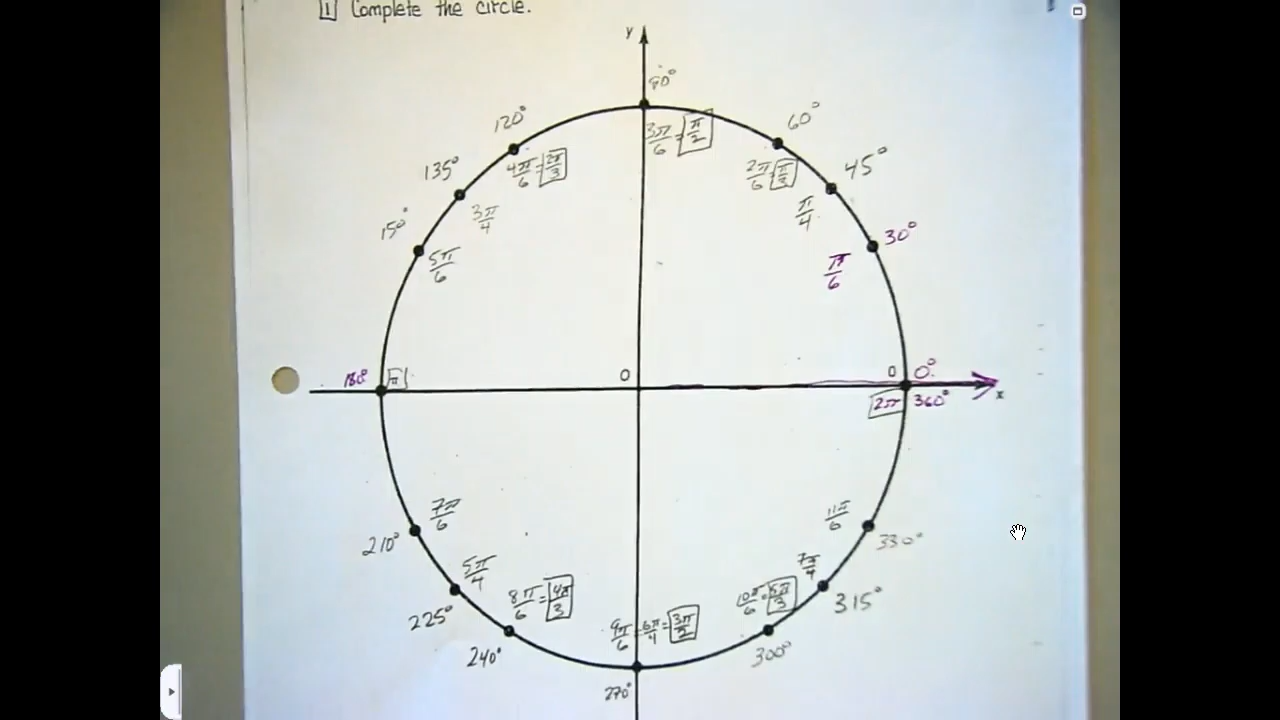 1 Complete the circle.
y
90°
3π/6 = π/2
60°
2π/6 = π/3
45°
π/4
30°
π/6
120°
4π/6 = 2π/3
135°
3π/4
15°
5π/6
180°
π
0
0
0°
2π
360°
x
7π/6
210°
5π/4
225°
8π/6 = 4π/3
240°
9π/6 = 6π/4 = 3π/2
270°
10π/6 = 5π/3
300°
7π/4
315°
11π/6
330°